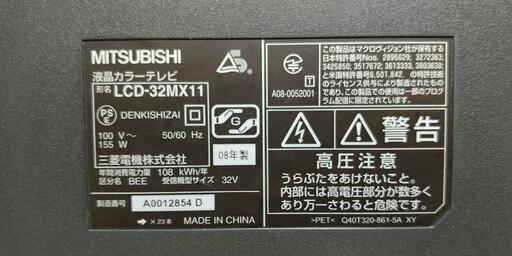 MITSUBISHI
液晶カラーテレビ
形名 LCD-32MX11
PS E DENKISHIZAI
100 V～ 50/60 Hz
155 W
三菱電機株式会社
08年製
年間消費電力量 108 kWh/年
区分名 BEE 受信機型サイズ 32V
製造番号 A0012854 D
×23本 MADE IN CHINA
G
A08-0052001
T
この製品はマクロヴィジョン社が保有する
日本特許番号Nos. 2895629; 3272363;
3425850; 3517672; 3613333; 3803638;
と米国特許番号 6,501,842. の特許技術
のライセンス供与により製造されており
ます。この製品での使用は一部のプログ
ラム配信に限定されます。
警告
高圧注意
うらぶたをあけないこと。
内部には高電圧部分が数多く
あり万一さわると危険です。
>PET< Q40T320-861-5A XY